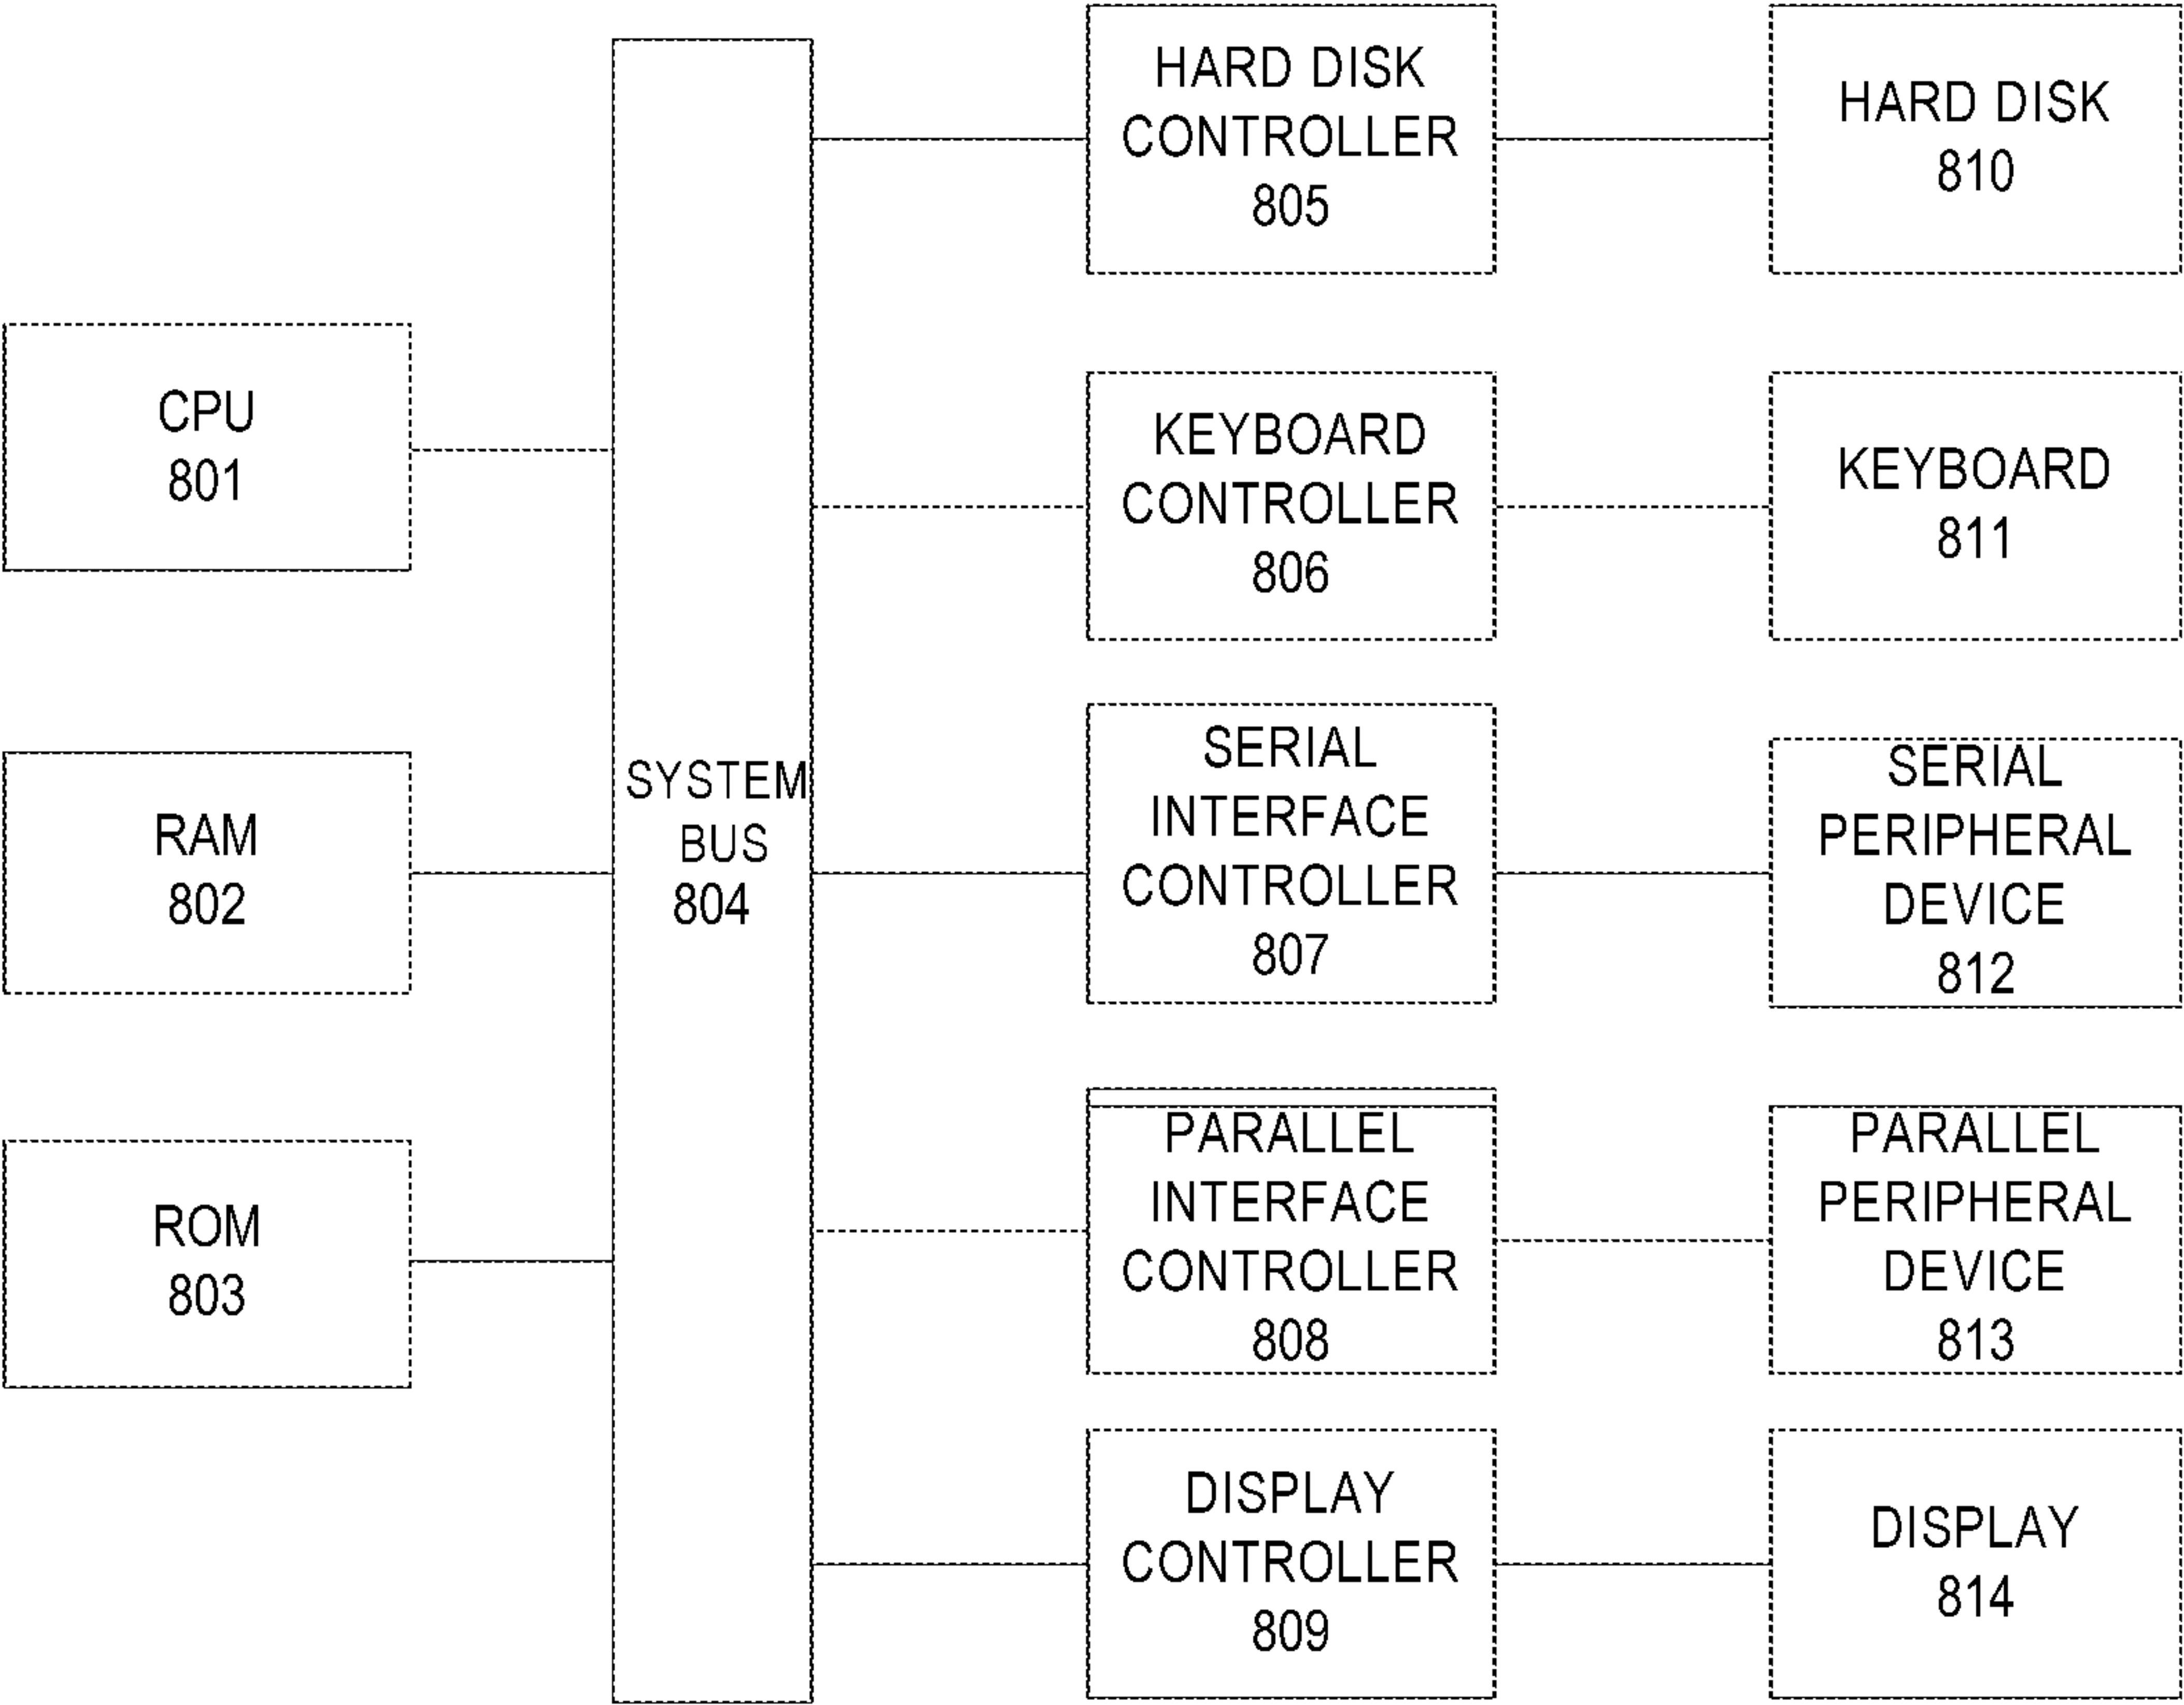 CPU
801
RAM
802
ROM
803
SYSTEM
BUS
804
HARD DISK
CONTROLLER
805
KEYBOARD
CONTROLLER
806
SERIAL
INTERFACE
CONTROLLER
807
PARALLEL
INTERFACE
CONTROLLER
808
DISPLAY
CONTROLLER
809
HARD DISK
810
KEYBOARD
811
SERIAL
PERIPHERAL
DEVICE
812
PARALLEL
PERIPHERAL
DEVICE
813
DISPLAY
814